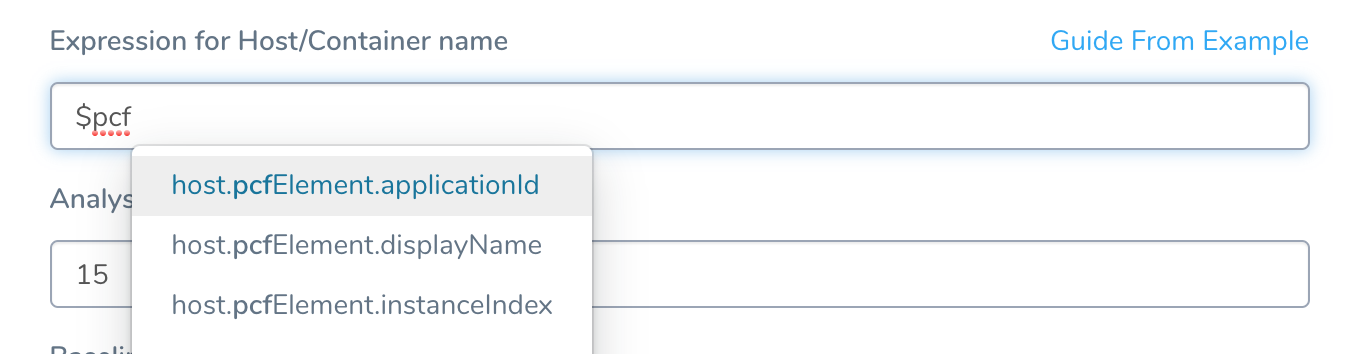 Expression for Host/Container name
Guide From Example
$pcf
host.pcfElement.applicationId
Analys
host.pcfElement.displayName
15
host.pcfElement.instanceIndex